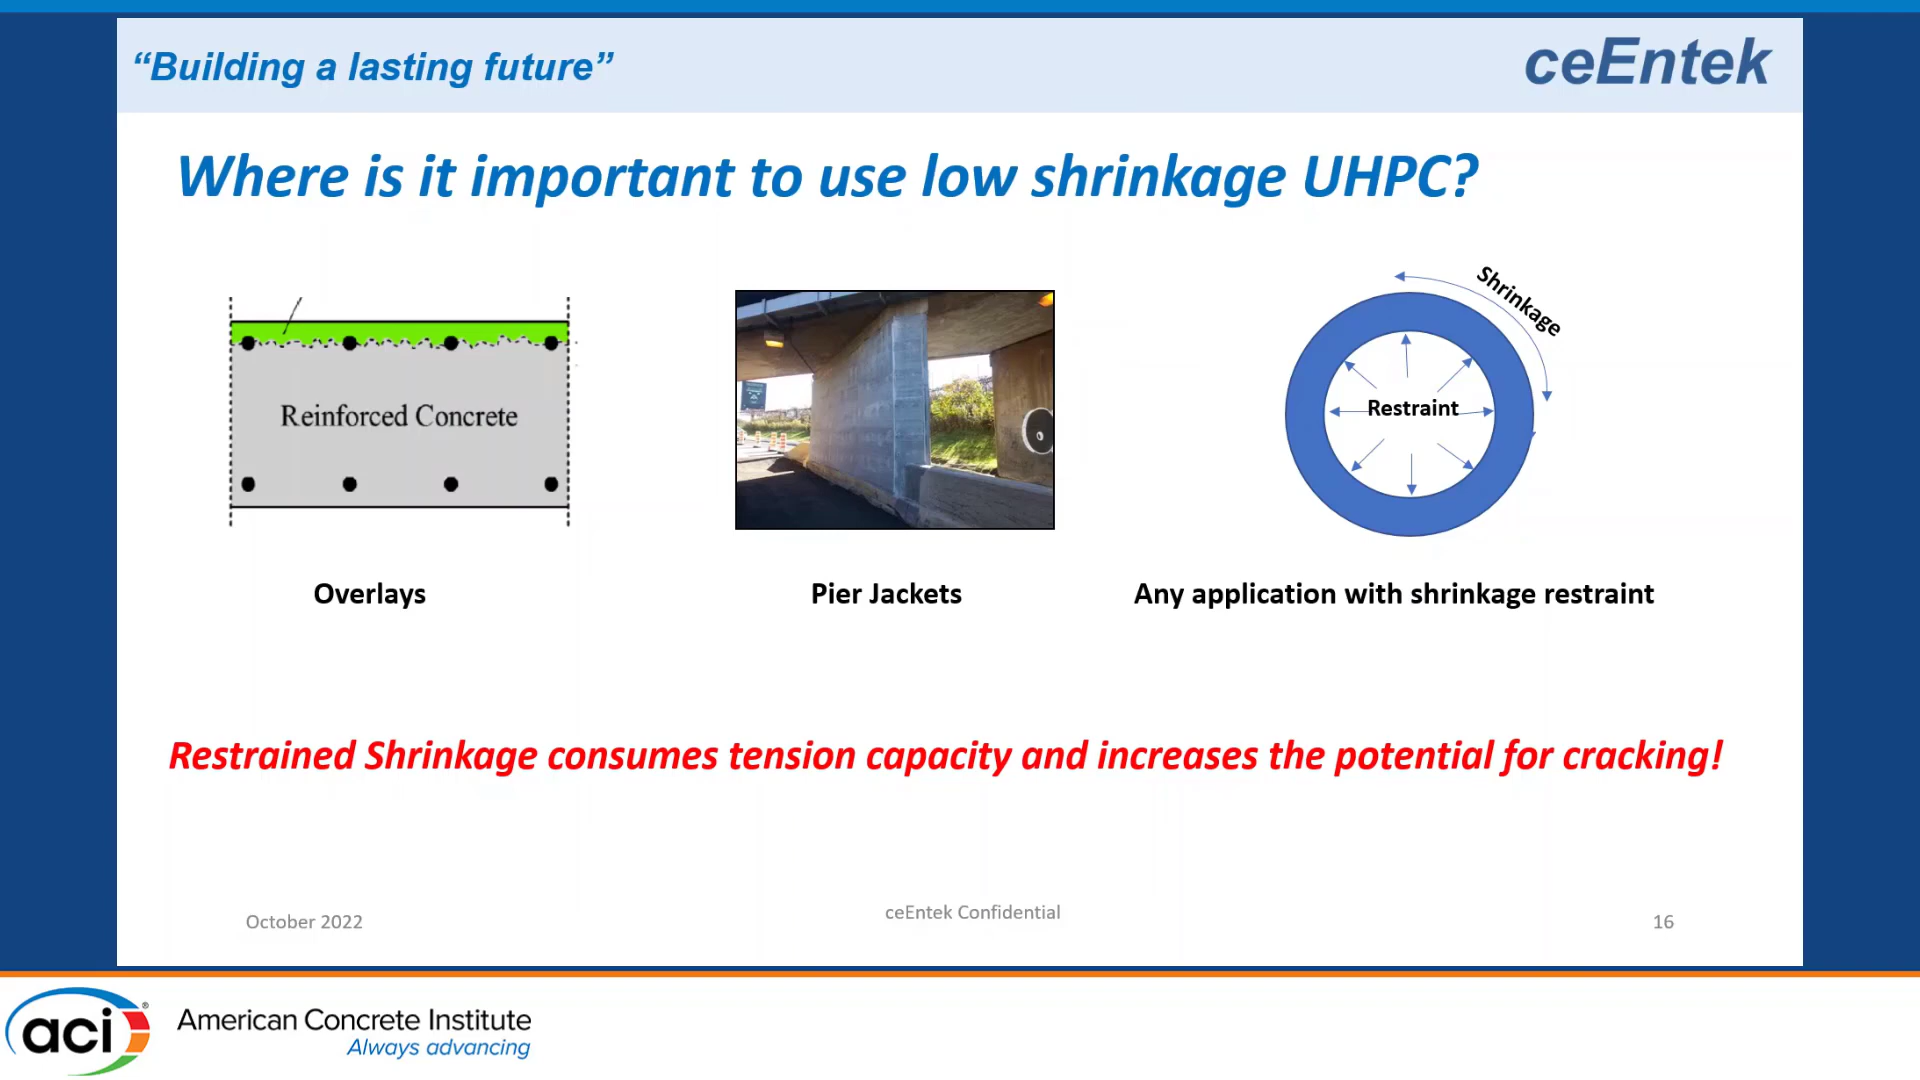 “Building a lasting future”
ceEntek
Where is it important to use low shrinkage UHPC?
Reinforced Concrete
Shrinkage
Restraint
Overlays
Pier Jackets
Any application with shrinkage restraint
Restrained Shrinkage consumes tension capacity and increases the potential for cracking!
October 2022
ceEntek Confidential
16
aci®
American Concrete Institute
Always advancing